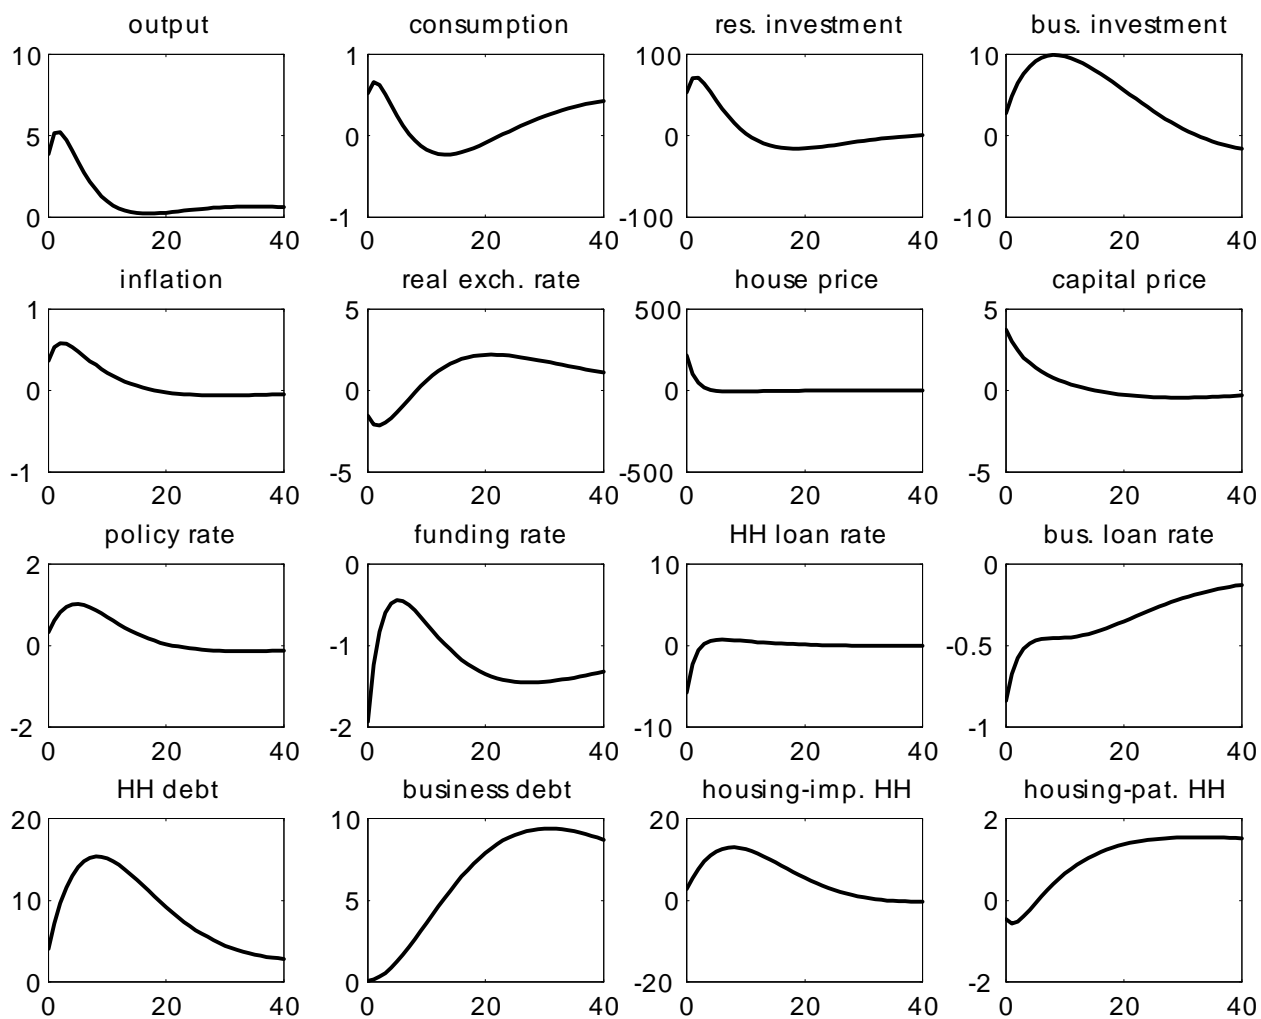 output consumption res. investment bus. investment
10 1 100 10
5 0 0 0
0 -1 -100 -10
0 20 40 0 20 40 0 20 40 0 20 40
inflation real exch. rate house price capital price
1 5 500 5
0 0 0 0
-1 -5 -500 -5
0 20 40 0 20 40 0 20 40 0 20 40
policy rate funding rate HH loan rate bus. loan rate
2 0 10 0
0 -1 0 -0.5
-2 -2 -10 -1
0 20 40 0 20 40 0 20 40 0 20 40
HH debt business debt housing-imp. HH housing-pat. HH
20 10 20 2
10 5 0 0
0 0 -20 -2
0 20 40 0 20 40 0 20 40 0 20 40